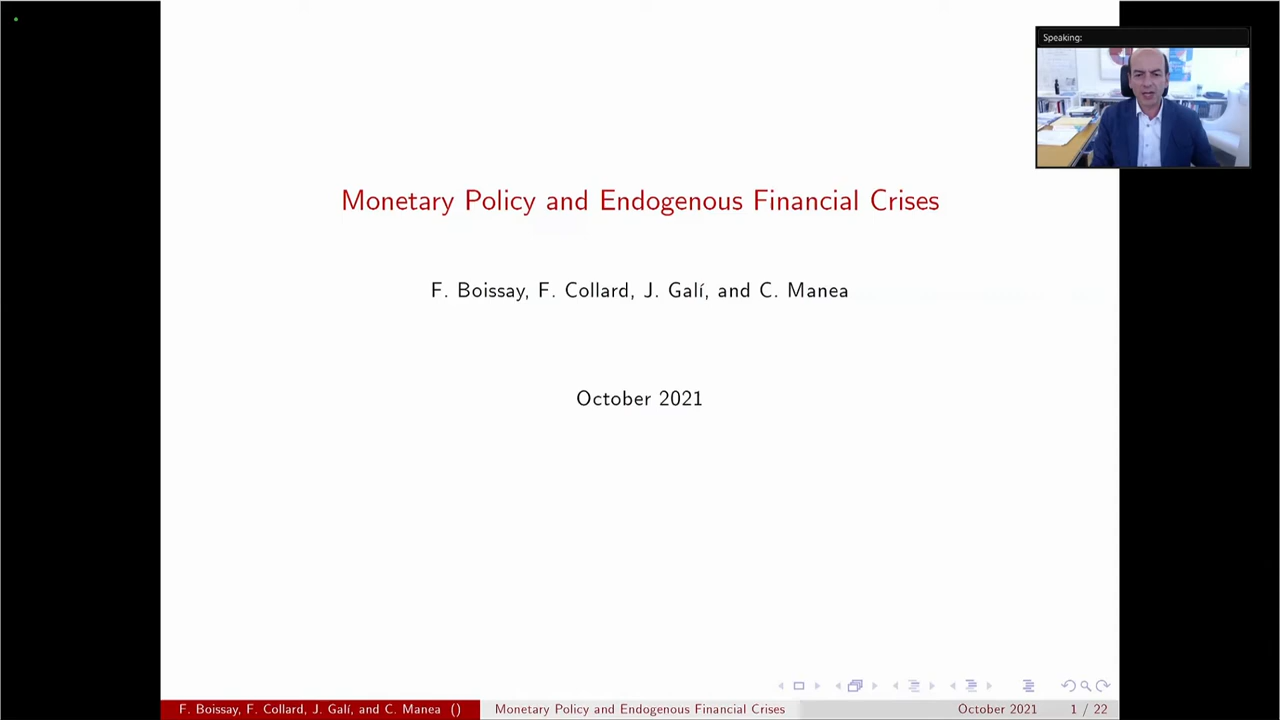 Speaking:
Monetary Policy and Endogenous Financial Crises
F. Boissay, F. Collard, J. Galí, and C. Manea
October 2021
F. Boissay, F. Collard, J. Galí, and C. Manea () Monetary Policy and Endogenous Financial Crises October 2021 1 / 22